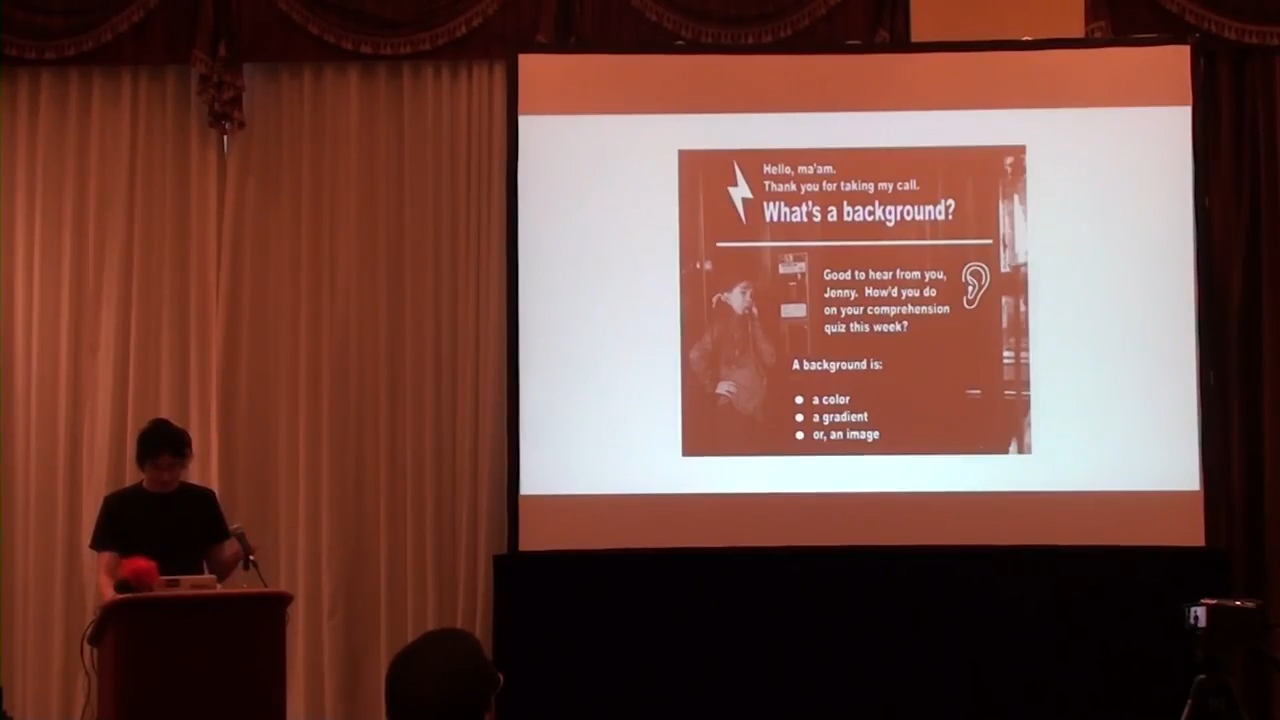 Hello, ma'am.
Thank you for taking my call.
What's a background?
Good to hear from you,
Jenny. How'd you do
on your comprehension
quiz this week?
A background is:
a color
a gradient
or, an image